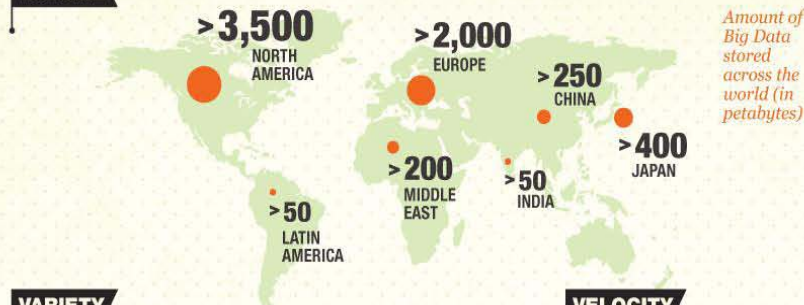 >3,500
NORTH
AMERICA
>2,000
EUROPE
>250
CHINA
>400
JAPAN
>200
MIDDLE
EAST
>50
INDIA
>50
LATIN
AMERICA
Amount of
Big Data
stored
across the
world (in
petabytes)
VARIETY
VELOCITY